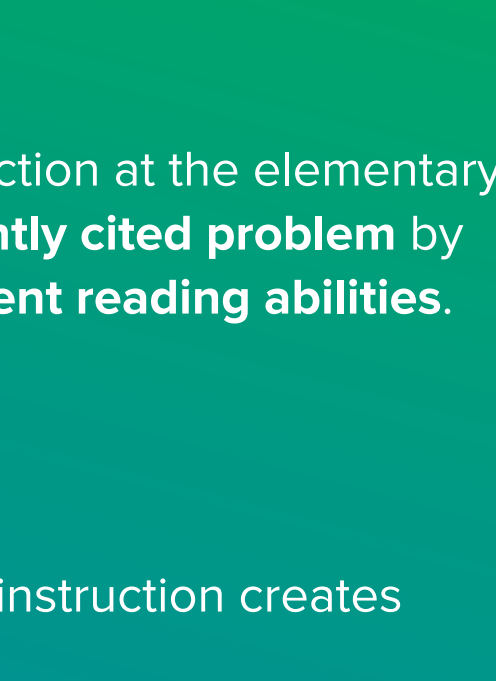 ction at the elementary
ntly cited problem by
ent reading abilities.
instruction creates